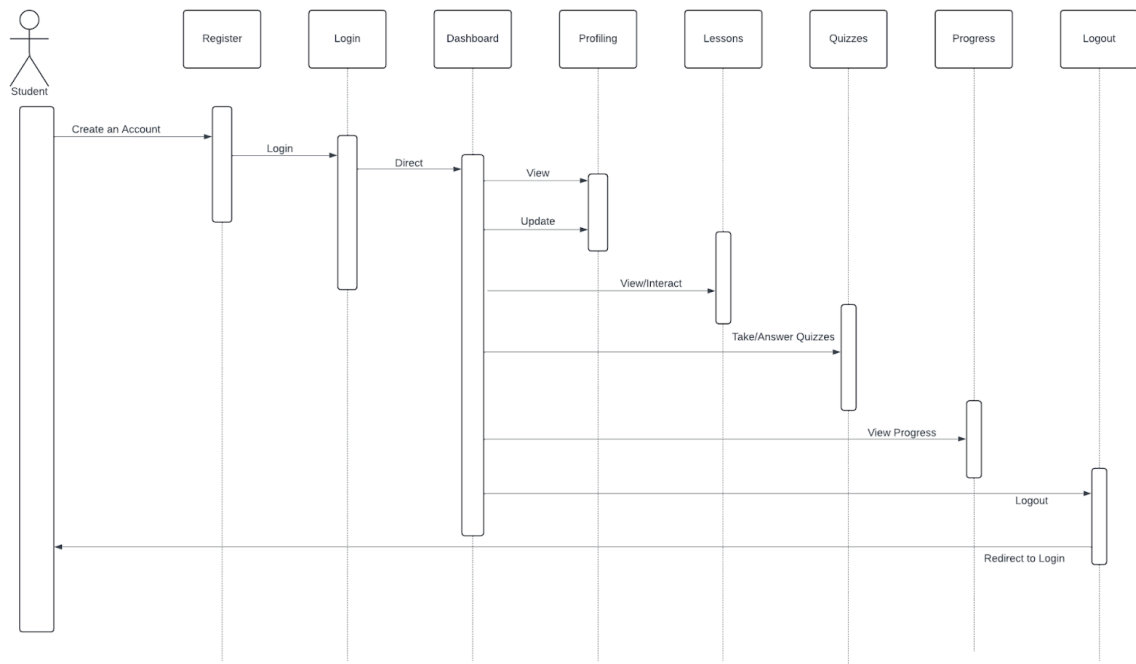 Register
Login
Dashboard
Profiling
Lessons
Quizzes
Progress
Logout
Student
Create an Account
Login
Direct
View
Update
View/Interact
Take/Answer Quizzes
View Progress
Logout
Redirect to Login